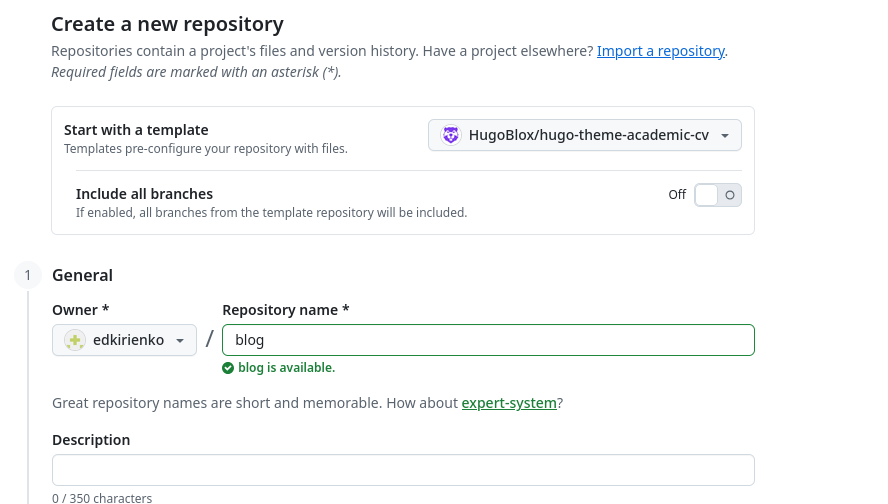 Create a new repository
Repositories contain a project's files and version history. Have a project elsewhere? Import a repository.
Required fields are marked with an asterisk (*).
Start with a template
Templates pre-configure your repository with files.
HugoBlox/hugo-theme-academic-cv
Include all branches
If enabled, all branches from the template repository will be included.
Off
1 General
Owner * Repository name *
edkirienko / blog
blog is available.
Great repository names are short and memorable. How about expert-system?
Description
0 / 350 characters